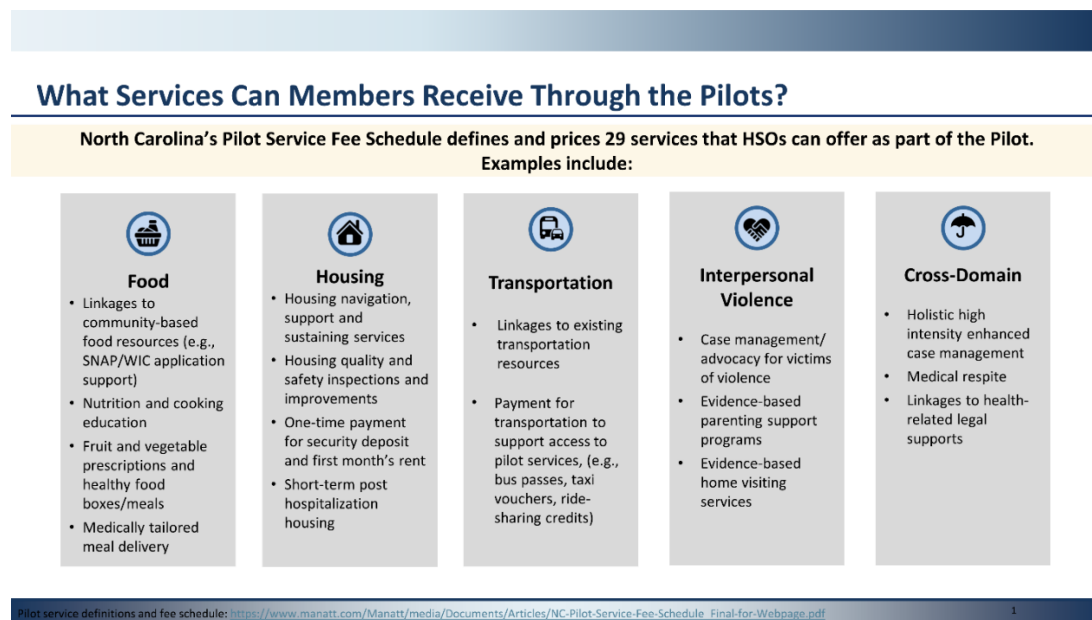 What Services Can Members Receive Through the Pilots?
North Carolina's Pilot Service Fee Schedule defines and prices 29 services that HSOs can offer as part of the Pilot.
Examples include:
Food
• Linkages to
community-based
food resources (e.g.,
SNAP/WIC application
support)
• Nutrition and cooking
education
• Fruit and vegetable
prescriptions and
healthy food
boxes/meals
• Medically tailored
meal delivery
Housing
• Housing navigation,
support and
sustaining services
• Housing quality and
safety inspections and
improvements
• One-time payment
for security deposit
and first month's rent
• Short-term post
hospitalization
housing
Transportation
• Linkages to existing
transportation
resources
• Payment for
transportation to
support access to
pilot services, (e.g.,
bus passes, taxi
vouchers, ride-
sharing credits)
Interpersonal
Violence
• Case management/
advocacy for victims
of violence
• Evidence-based
parenting support
programs
• Evidence-based
home visiting
services
Cross-Domain
• Holistic high
intensity enhanced
case management
• Medical respite
• Linkages to health-
related legal
supports
Pilot service definitions and fee schedule: https://www.manatt.com/Manatt/media/Documents/Articles/NC-Pilot-Service-Fee-Schedule_Final-for-Webpage.pdf
1